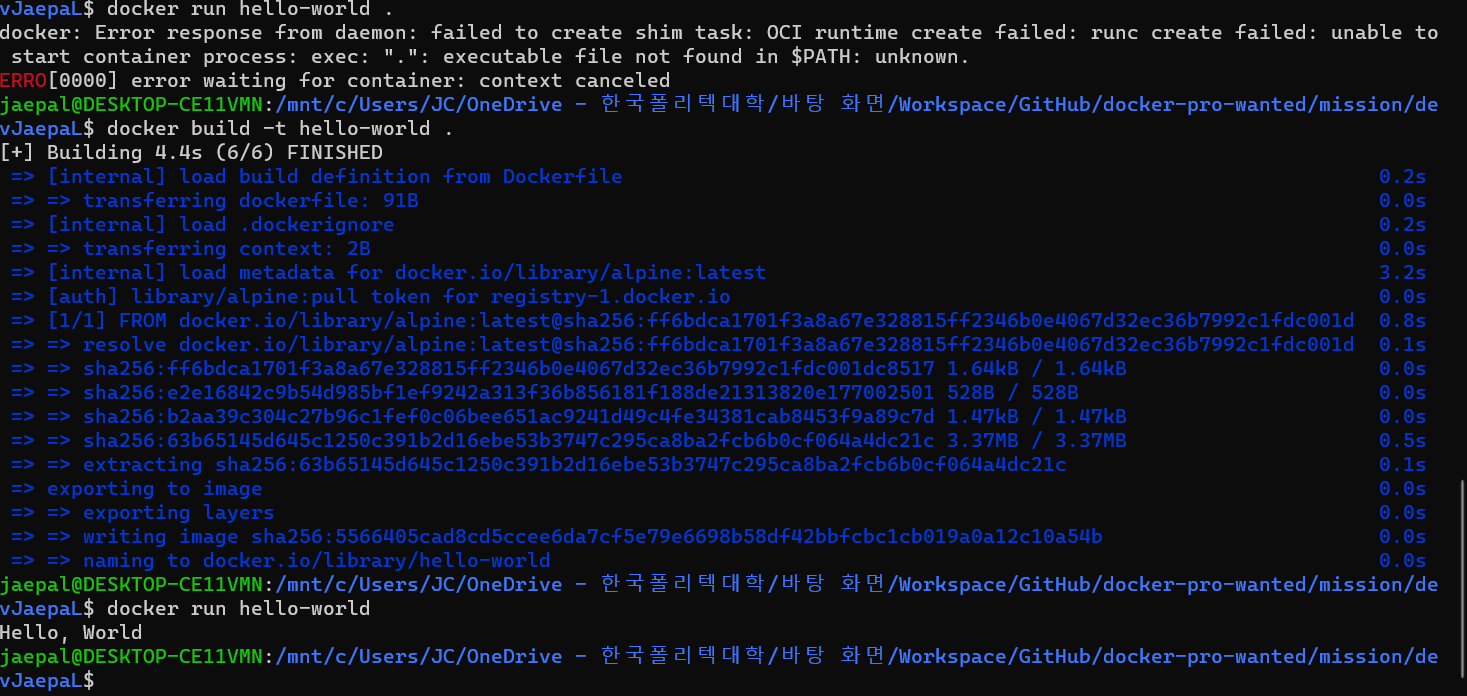 vJaepaL$ docker run hello-world .
docker: Error response from daemon: failed to create shim task: OCI runtime create failed: runc create failed: unable to
 start container process: exec: ".": executable file not found in $PATH: unknown.
ERRO[0000] error waiting for container: context canceled
jaepal@DESKTOP-CE11VMN:/mnt/c/Users/JC/OneDrive - 한국폴리텍대학/바탕 화면/Workspace/GitHub/docker-pro-wanted/mission/de
vJaepaL$ docker build -t hello-world .
[+] Building 4.4s (6/6) FINISHED
 => [internal] load build definition from Dockerfile 0.2s
 => => transferring dockerfile: 91B 0.0s
 => [internal] load .dockerignore 0.2s
 => => transferring context: 2B 0.0s
 => [internal] load metadata for docker.io/library/alpine:latest 3.2s
 => [auth] library/alpine:pull token for registry-1.docker.io 0.0s
 => [1/1] FROM docker.io/library/alpine:latest@sha256:ff6bdca1701f3a8a67e328815ff2346b0e4067d32ec36b7992c1fdc001d 0.8s
 => => resolve docker.io/library/alpine:latest@sha256:ff6bdca1701f3a8a67e328815ff2346b0e4067d32ec36b7992c1fdc001d 0.1s
 => => sha256:ff6bdca1701f3a8a67e328815ff2346b0e4067d32ec36b7992c1fdc001dc8517 1.64kB / 1.64kB 0.0s
 => => sha256:e2e16842c9b54d985bf1ef9242a313f36b856181f188de21313820e177002501 528B / 528B 0.0s
 => => sha256:b2aa39c304c27b96c1fef0c06bee651ac9241d49c4fe34381cab8453f9a89c7d 1.47kB / 1.47kB 0.0s
 => => sha256:63b65145d645c1250c391b2d16ebe53b3747c295ca8ba2fcb6b0cf064a4dc21c 3.37MB / 3.37MB 0.5s
 => => extracting sha256:63b65145d645c1250c391b2d16ebe53b3747c295ca8ba2fcb6b0cf064a4dc21c 0.1s
 => exporting to image 0.0s
 => => exporting layers 0.0s
 => => writing image sha256:5566405cad8cd5ccee6da7cf5e79e6698b58df42bbfcbc1cb019a0a12c10a54b 0.0s
 => => naming to docker.io/library/hello-world 0.0s
jaepal@DESKTOP-CE11VMN:/mnt/c/Users/JC/OneDrive - 한국폴리텍대학/바탕 화면/Workspace/GitHub/docker-pro-wanted/mission/de
vJaepaL$ docker run hello-world
Hello, World
jaepal@DESKTOP-CE11VMN:/mnt/c/Users/JC/OneDrive - 한국폴리텍대학/바탕 화면/Workspace/GitHub/docker-pro-wanted/mission/de
vJaepaL$